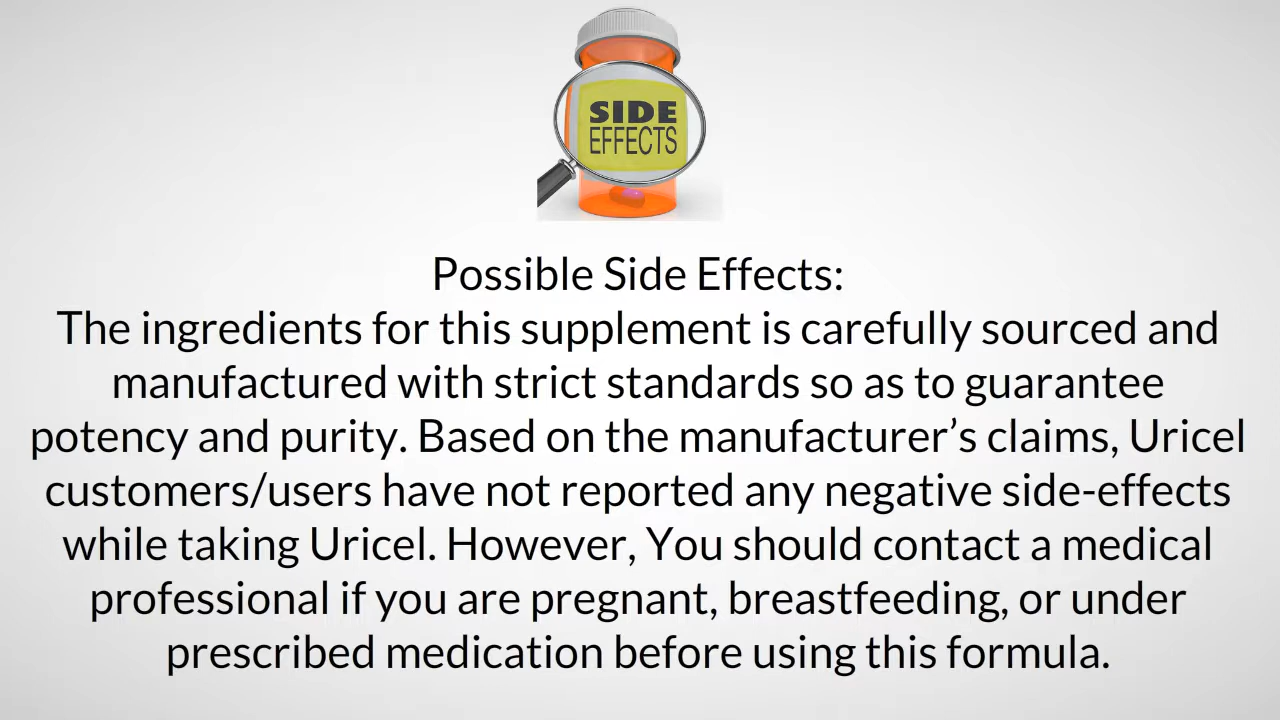 SIDE
EFFECTS
Possible Side Effects:
The ingredients for this supplement is carefully sourced and
manufactured with strict standards so as to guarantee
potency and purity. Based on the manufacturer’s claims, Uricel
customers/users have not reported any negative side-effects
while taking Uricel. However, You should contact a medical
professional if you are pregnant, breastfeeding, or under
prescribed medication before using this formula.